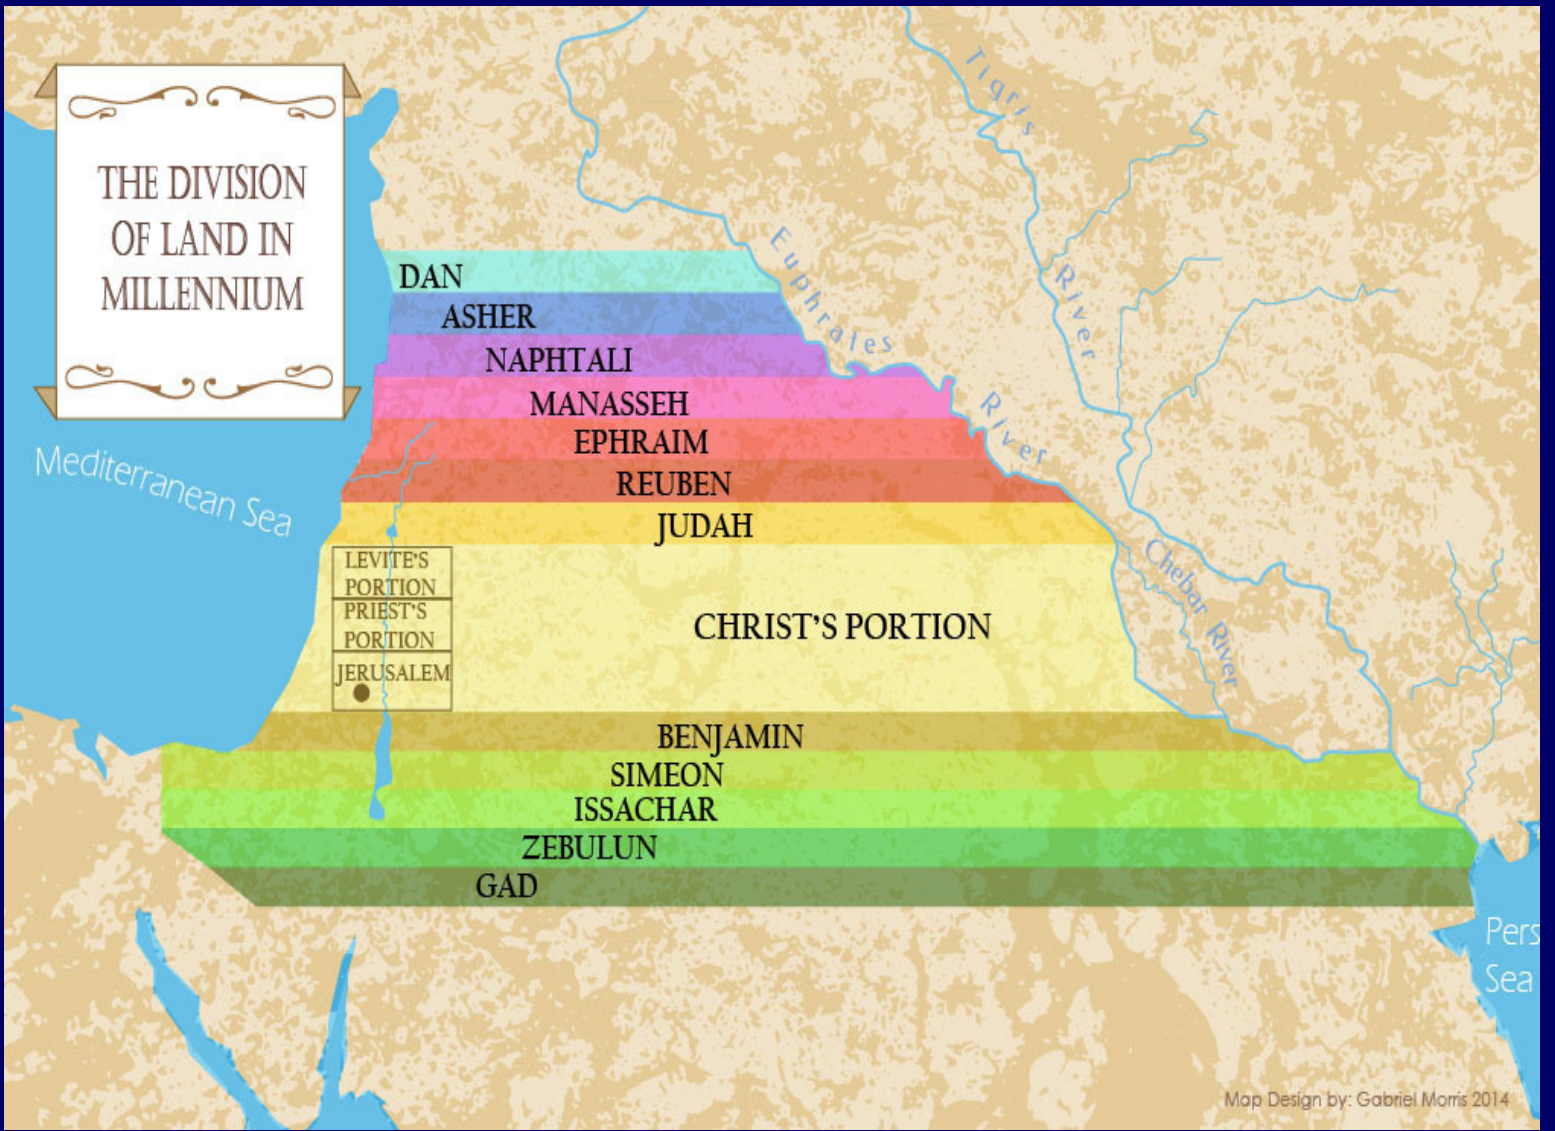 THE DIVISION
OF LAND IN
MILLENNIUM
Tigris
River
Euphrates
River
Chebar River
Mediterranean Sea
DAN
ASHER
NAPHTALI
MANASSEH
EPHRAIM
REUBEN
JUDAH
LEVITE'S
PORTION
PRIEST'S
PORTION
JERUSALEM
CHRIST'S PORTION
BENJAMIN
SIMEON
ISSACHAR
ZEBULUN
GAD
Pers
Sea
Map Design by: Gabriel Morris 2014